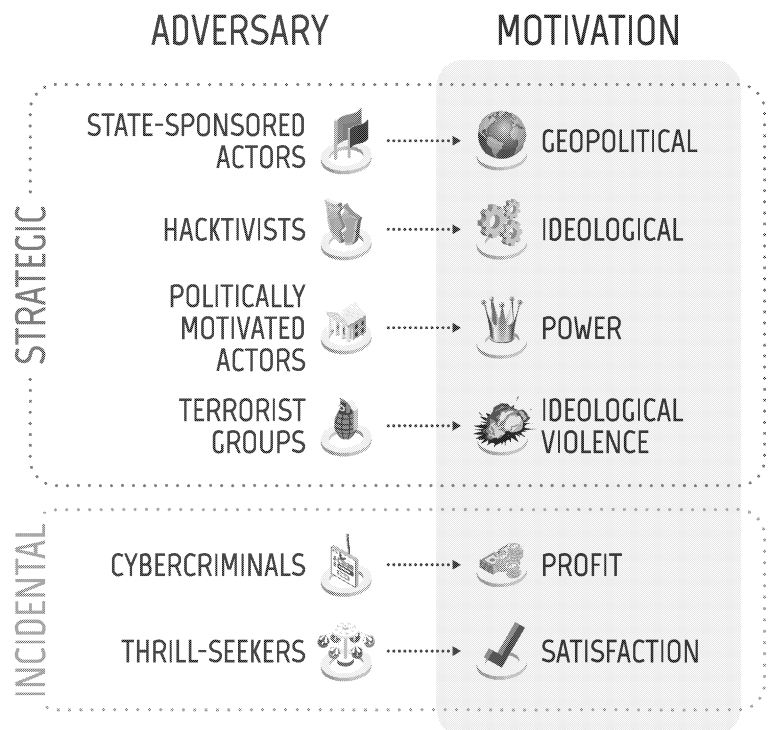 ADVERSARY
MOTIVATION
STRATEGIC
STATE-SPONSORED
ACTORS
GEOPOLITICAL
HACKTIVISTS
IDEOLOGICAL
POLITICALLY
MOTIVATED
ACTORS
POWER
TERRORIST
GROUPS
IDEOLOGICAL
VIOLENCE
INCIDENTAL
CYBERCRIMINALS
PROFIT
THRILL-SEEKERS
SATISFACTION